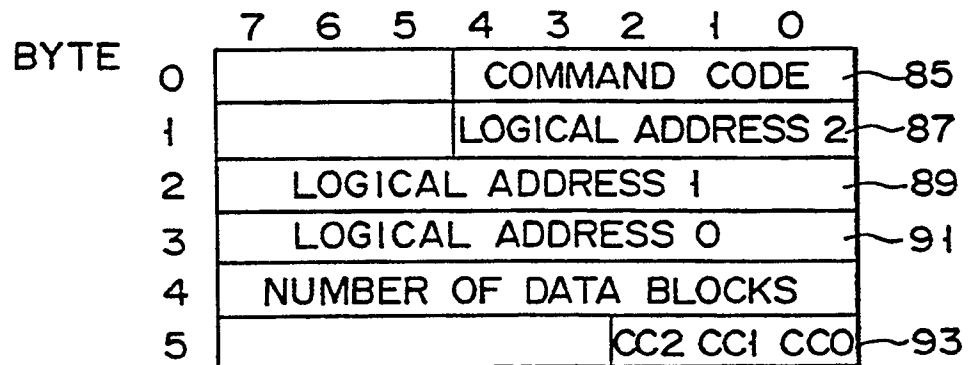 7 6 5 4 3 2 1 0
BYTE 0 COMMAND CODE 85
1 LOGICAL ADDRESS 2 87
2 LOGICAL ADDRESS 1 89
3 LOGICAL ADDRESS 0 91
4 NUMBER OF DATA BLOCKS
5 CC2 CC1 CC0 93